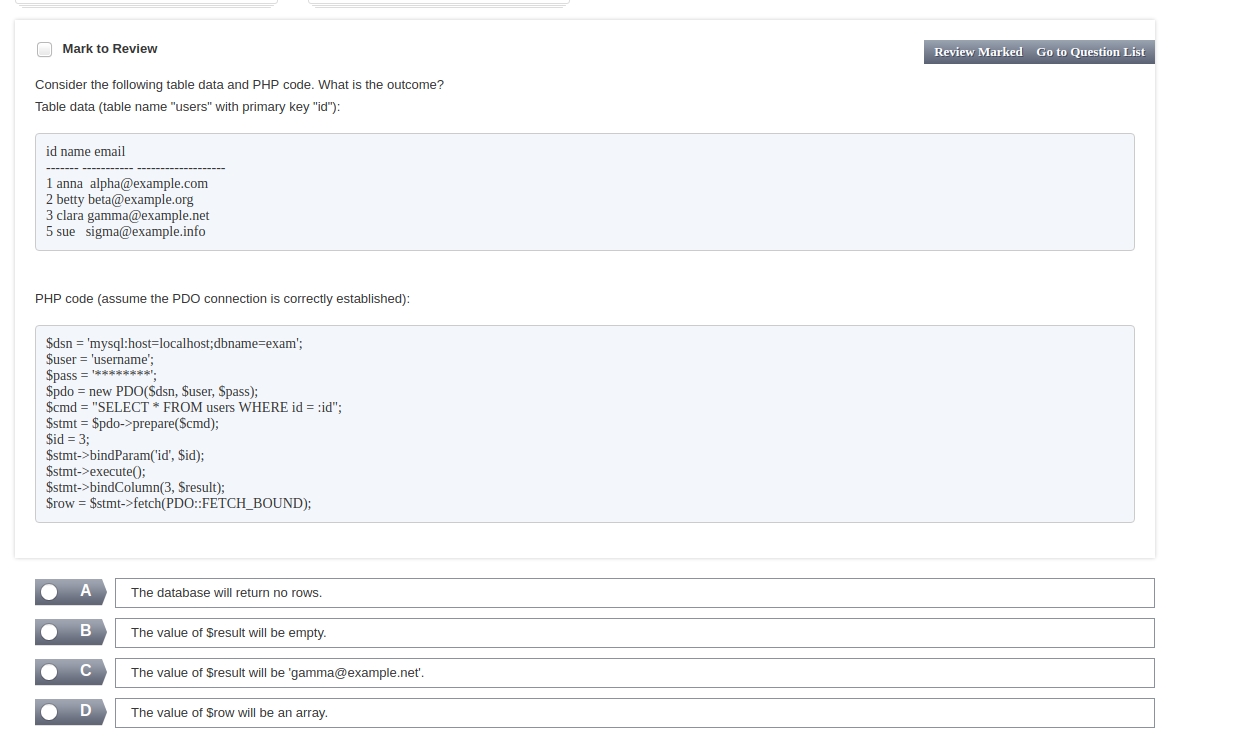 Mark to Review
Review Marked Go to Question List
Consider the following table data and PHP code. What is the outcome?
Table data (table name "users" with primary key "id"):
id name email
------- ----------- -------------------
1 anna  alpha@example.com
2 betty beta@example.org
3 clara gamma@example.net
5 sue   sigma@example.info
PHP code (assume the PDO connection is correctly established):
$dsn = 'mysql:host=localhost;dbname=exam';
$user = 'username';
$pass = '********';
$pdo = new PDO($dsn, $user, $pass);
$cmd = "SELECT * FROM users WHERE id = :id";
$stmt = $pdo->prepare($cmd);
$id = 3;
$stmt->bindParam('id', $id);
$stmt->execute();
$stmt->bindColumn(3, $result);
$row = $stmt->fetch(PDO::FETCH_BOUND);
A The database will return no rows.
B The value of $result will be empty.
C The value of $result will be 'gamma@example.net'.
D The value of $row will be an array.